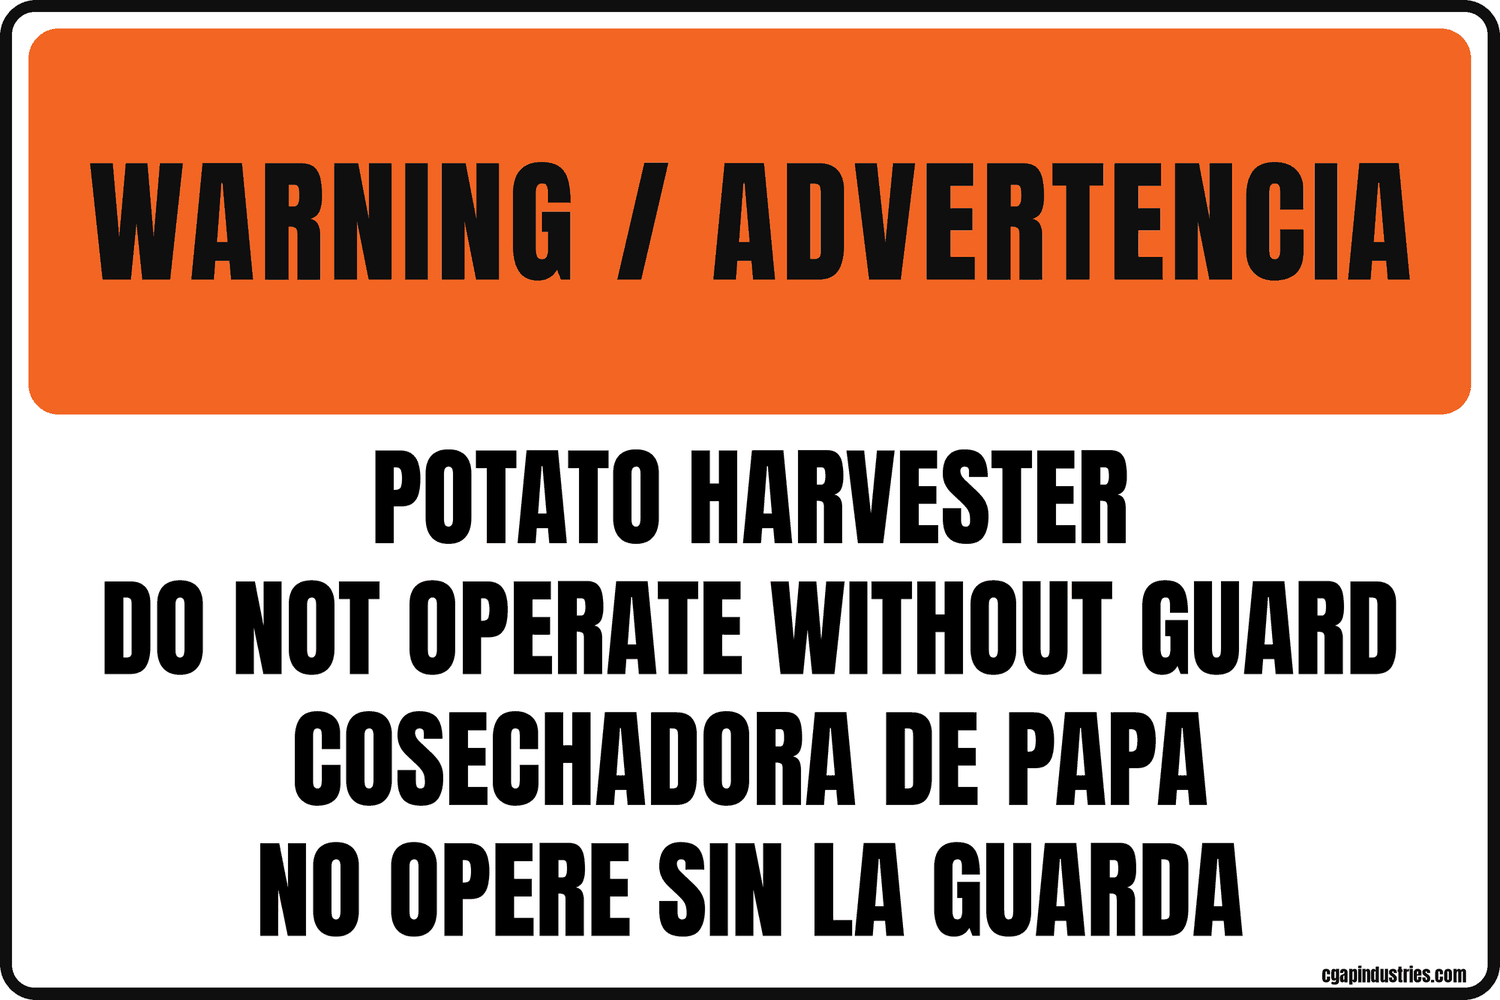 WARNING / ADVERTENCIA
POTATO HARVESTER
DO NOT OPERATE WITHOUT GUARD
COSECHADORA DE PAPA
NO OPERE SIN LA GUARDA
cgapindustries.com